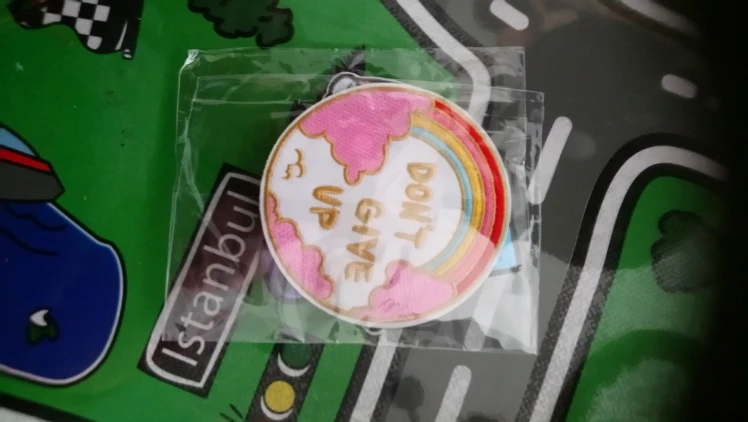 DON'T
GIVE
UP
Istanbul